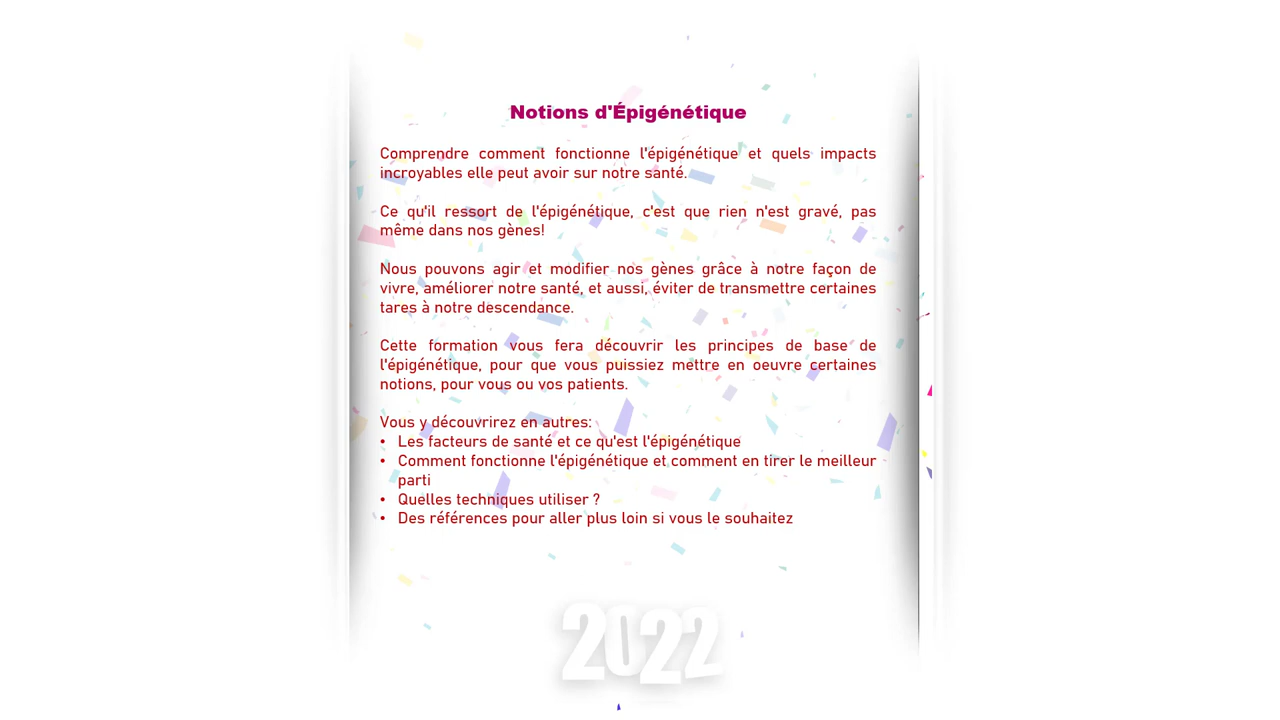 Notions d'Épigénétique
Comprendre comment fonctionne l'épigénétique et quels impacts
incroyables elle peut avoir sur notre santé.
Ce qu'il ressort de l'épigénétique, c'est que rien n'est gravé, pas
même dans nos gènes!
Nous pouvons agir et modifier nos gènes grâce à notre façon de
vivre, améliorer notre santé, et aussi, éviter de transmettre certaines
tares à notre descendance.
Cette formation vous fera découvrir les principes de base de
l'épigénétique, pour que vous puissiez mettre en oeuvre certaines
notions, pour vous ou vos patients.
Vous y découvrirez en autres:
• Les facteurs de santé et ce qu'est l'épigénétique
• Comment fonctionne l'épigénétique et comment en tirer le meilleur
parti
• Quelles techniques utiliser ?
• Des références pour aller plus loin si vous le souhaitez
2022